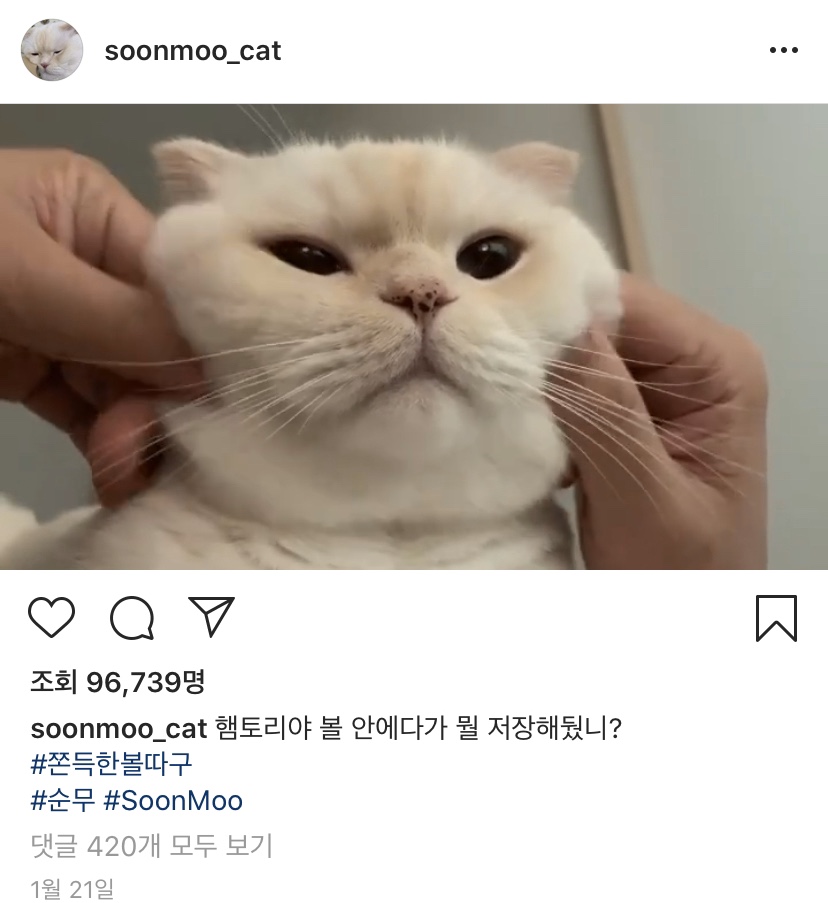 soonmoo_cat
조회 96,739명
soonmoo_cat 햄토리야 볼 안에다가 뭘 저장해뒀니?
#쫀득한볼따구
#순무 #SoonMoo
댓글 420개 모두 보기
1월 21일